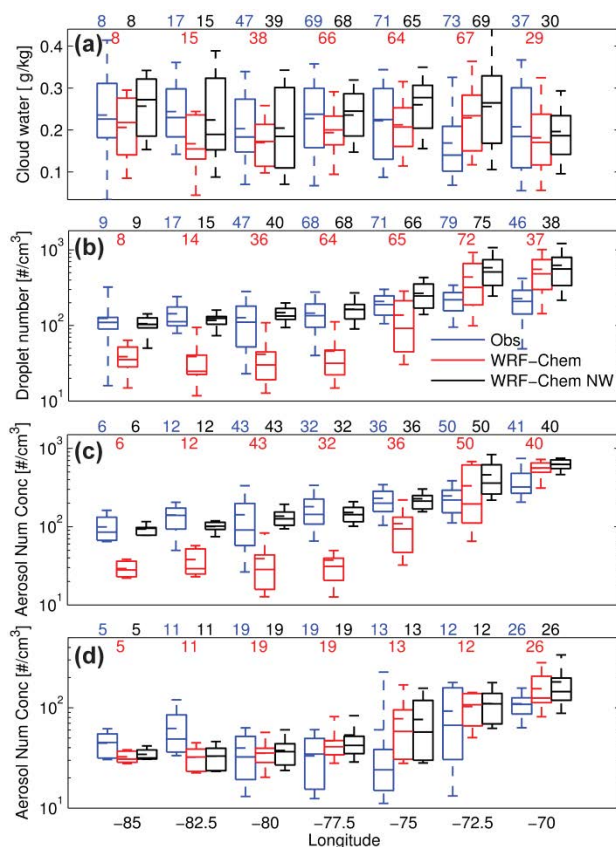 8 17 15 47 39 69 68 71 65 73 69 37 30
8 8 15 38 66 64 67 29
(a)
Cloud water [ g/kg]
0.4
0.3
0.2
0.1
9 9 17 15 47 40 68 68 71 66 79 75 46 38
8 14 36 64 65 72 37
(b)
Droplet number [#/cm³]
10³
10²
10¹
Obs
WRF-Chem
WRF-Chem NW
6 6 12 12 43 43 32 32 36 36 50 50 41 40
6 12 43 32 36 50 40
(c)
Aerosol Num Conc [#/cm³]
10³
10²
10¹
5 5 11 11 19 19 19 19 13 13 12 12 26 26
5 11 19 19 13 12 26
(d)
Aerosol Num Conc [#/cm³]
10²
10¹
−85 −82.5 −80 −77.5 −75 −72.5 −70
Longitude